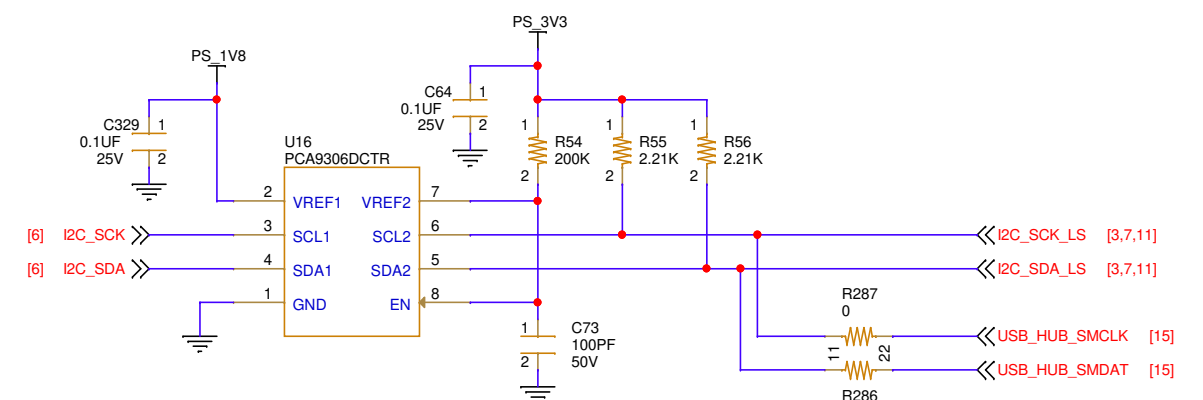 PS_3V3
PS_1V8
C64
1
0.1UF
25V
2
C329
1
0.1UF
25V
2
1
R54
200K
2
1
R55
2.21K
2
1
R56
2.21K
2
U16
PCA9306DCTR
2
VREF1
VREF2
7
[6]
I2C_SCK
3
SCL1
SCL2
6
I2C_SCK_LS
[3,7,11]
[6]
I2C_SDA
4
SDA1
SDA2
5
I2C_SDA_LS
[3,7,11]
1
GND
EN
8
1
C73
100PF
2
50V
R287
0
11
22
USB_HUB_SMCLK
[15]
USB_HUB_SMDAT
[15]
R286